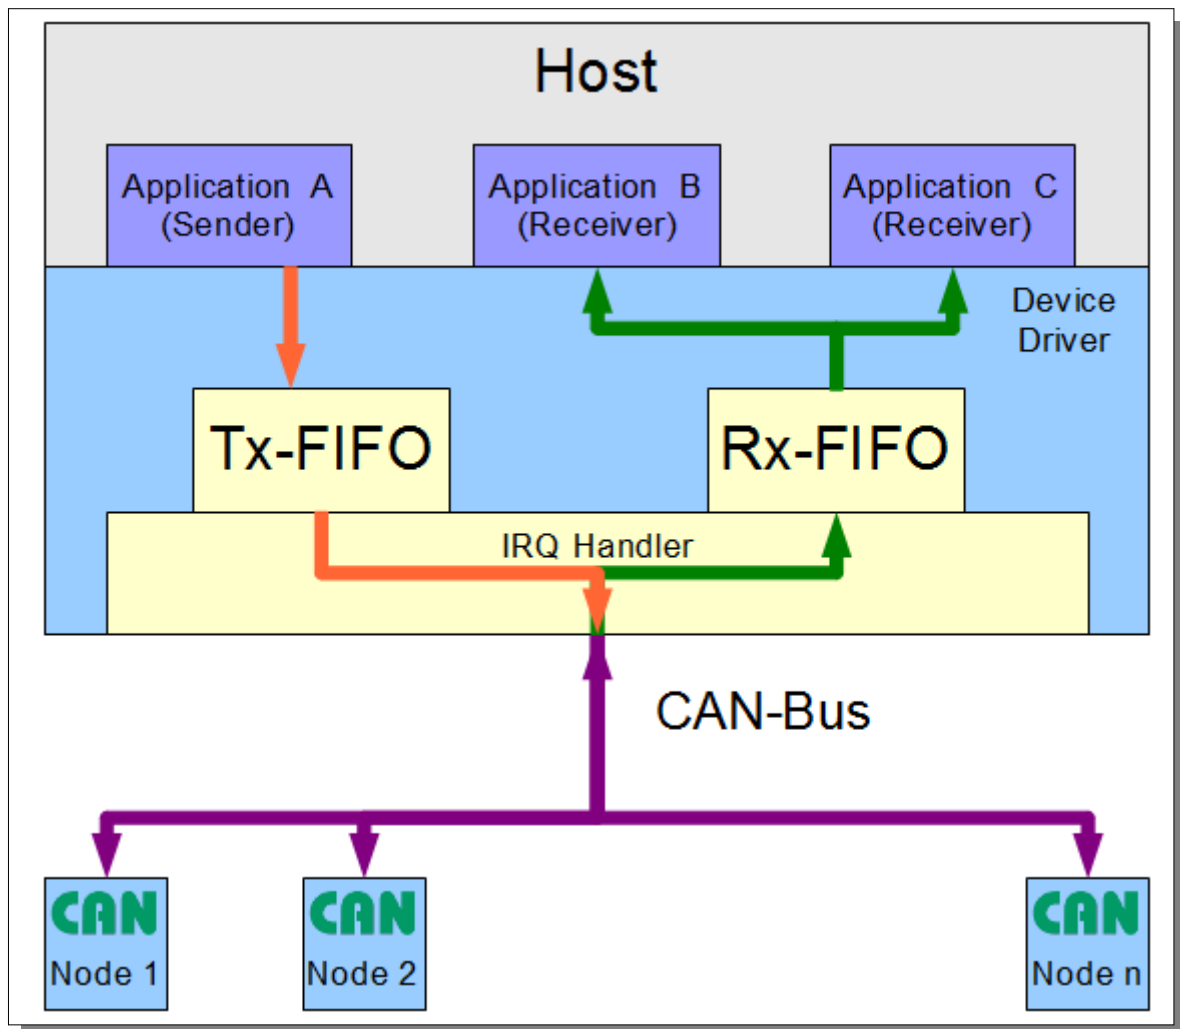 Host
Application A
(Sender)
Application B
(Receiver)
Application C
(Receiver)
Device
Driver
Tx-FIFO
Rx-FIFO
IRQ Handler
CAN-Bus
CAN
Node 1
CAN
Node 2
CAN
Node n